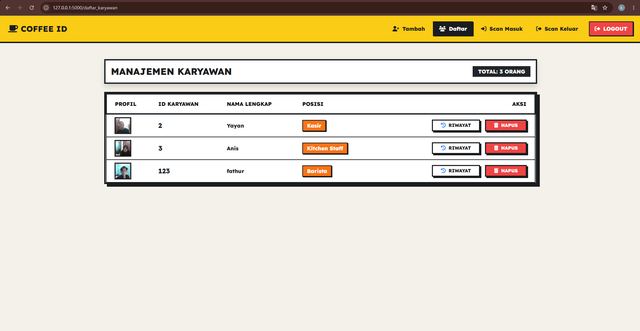 127.0.0.1:5000/daftar_karyawan
COFFEE ID Tambah Daftar Scan Masuk Scan Keluar LOGOUT
MANAJEMEN KARYAWAN TOTAL: 3 ORANG
PROFIL ID KARYAWAN NAMA LENGKAP POSISI AKSI
2 Yayan Kasir RIWAYAT HAPUS
3 Anis Kitchen Staff RIWAYAT HAPUS
123 fathur Barista RIWAYAT HAPUS